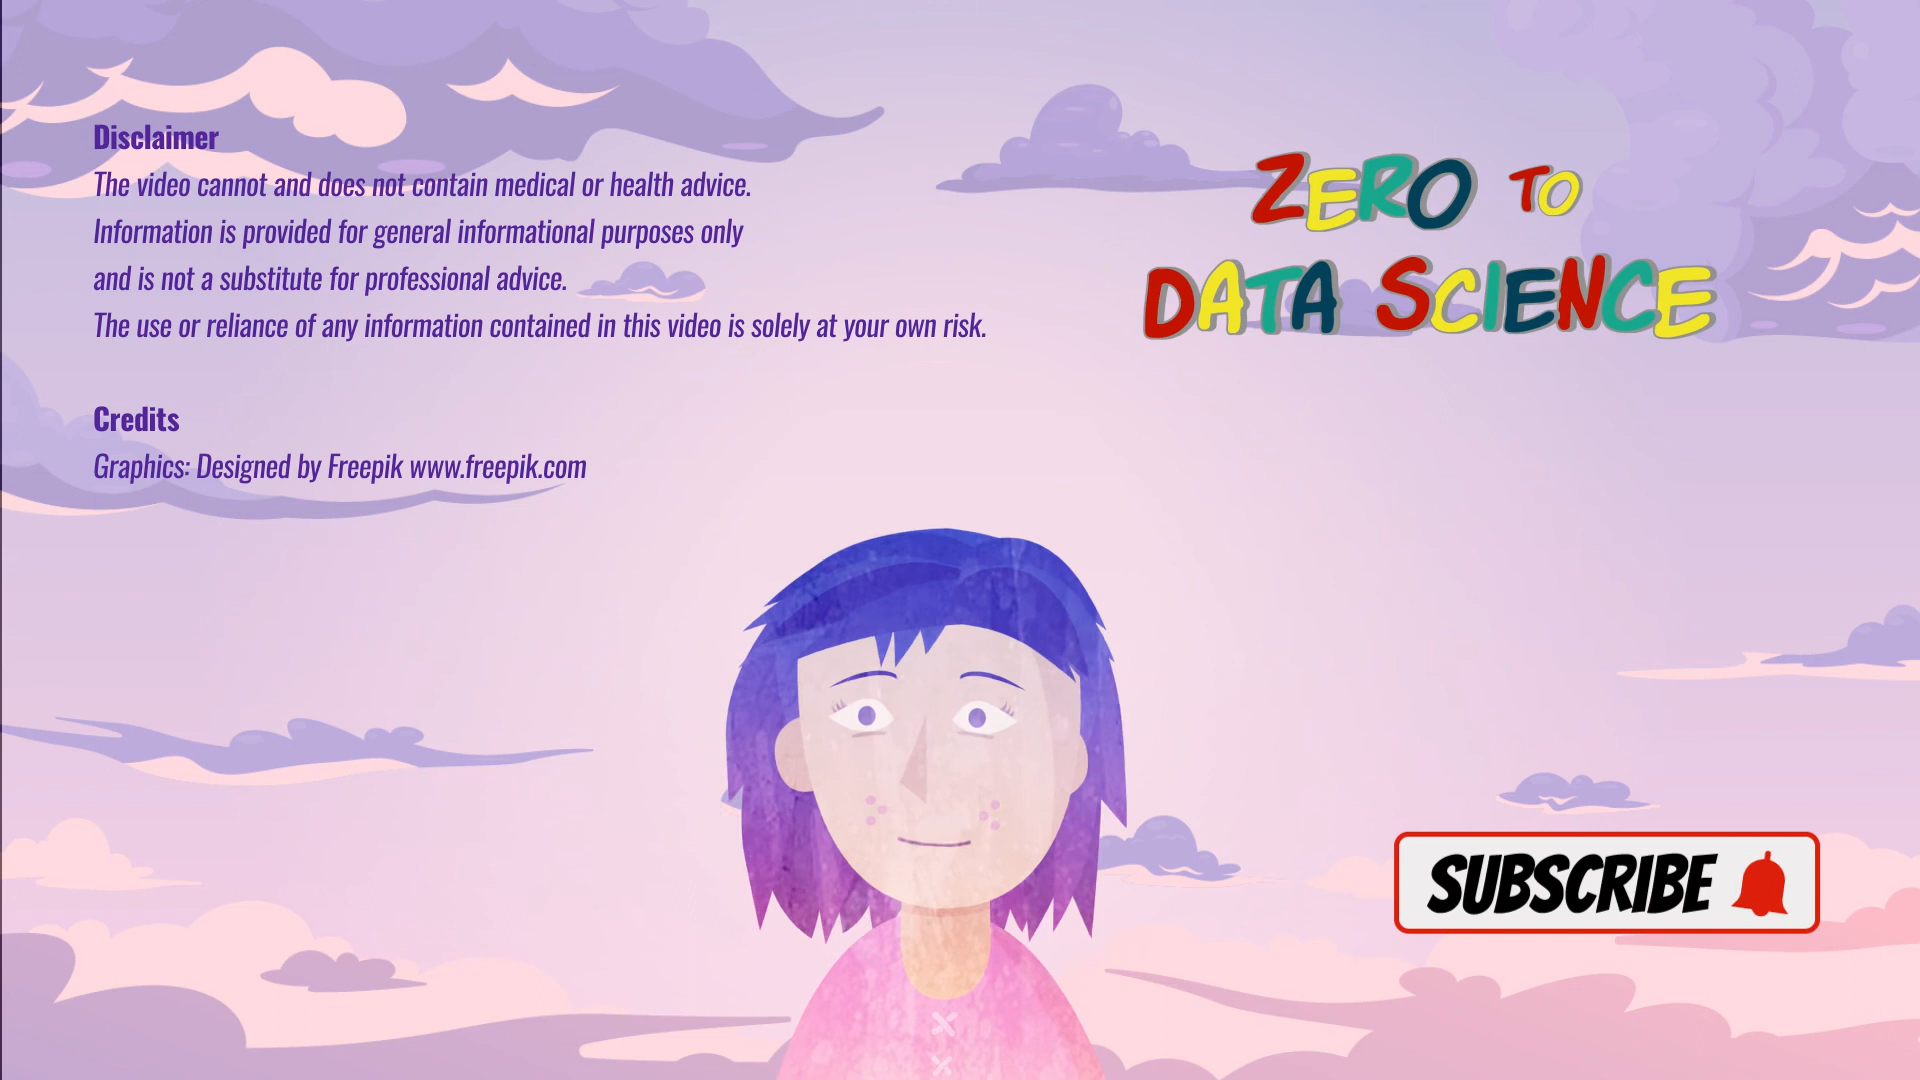 Disclaimer
The video cannot and does not contain medical or health advice.
Information is provided for general informational purposes only
and is not a substitute for professional advice.
The use or reliance of any information contained in this video is solely at your own risk.
Credits
Graphics: Designed by Freepik www.freepik.com
ZERO TO
DATA SCIENCE
SUBSCRIBE